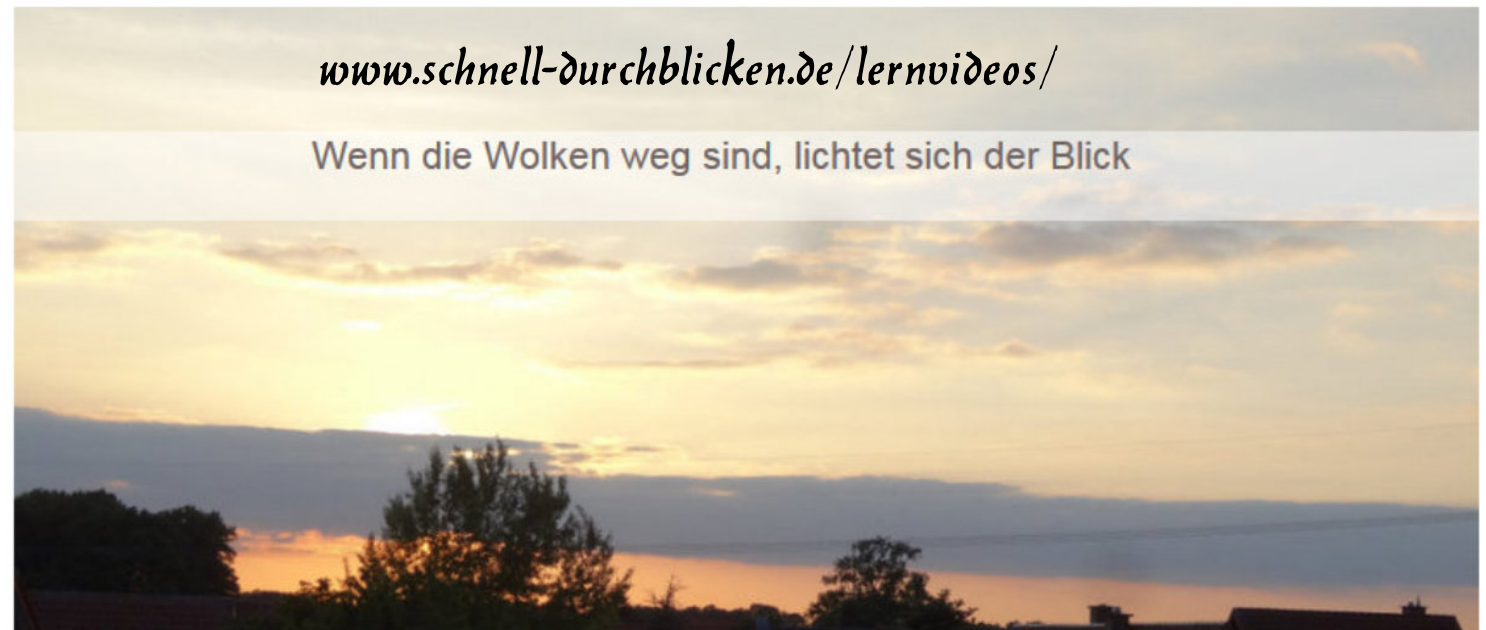 www.schnell-durchblicken.de/lernvideos/
Wenn die Wolken weg sind, lichtet sich der Blick